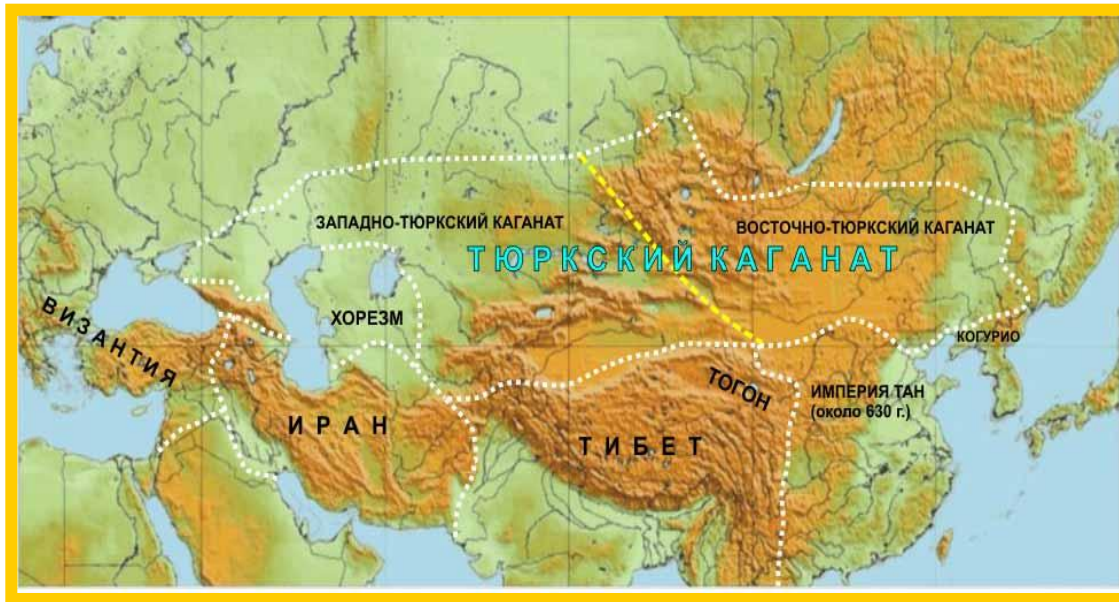 ЗАПАДНО-ТЮРКСКИЙ КАГАНАТ
ВОСТОЧНО-ТЮРКСКИЙ КАГАНАТ
ТЮРКСКИЙ КАГАНАТ
ВИЗАНТИЯ
ХОРЕЗМ
КОГУРИО
ИРАН
ТИБЕТ
ТОГОН
ИМПЕРИЯ ТАН
(около 630 г.)